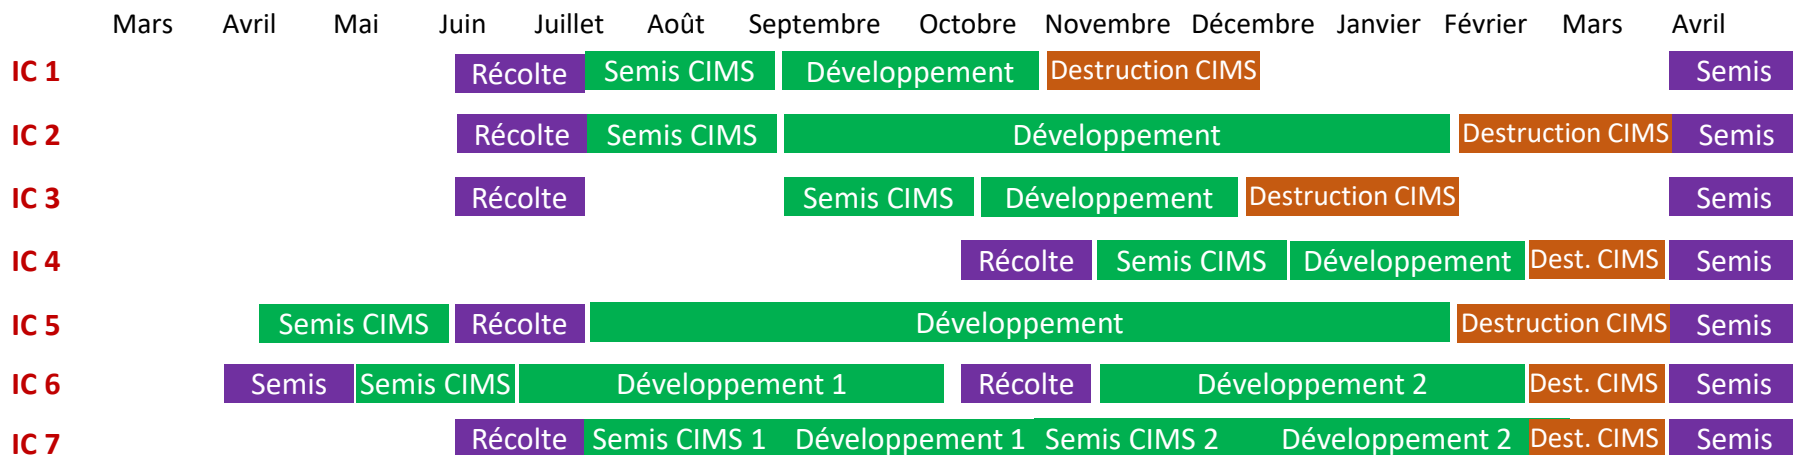 Mars Avril Mai Juin Juillet Août Septembre Octobre Novembre Décembre Janvier Février Mars Avril
IC 1 Récolte Semis CIMS Développement Destruction CIMS Semis
IC 2 Récolte Semis CIMS Développement Destruction CIMS Semis
IC 3 Récolte Semis CIMS Développement Destruction CIMS Semis
IC 4 Récolte Semis CIMS Développement Dest. CIMS Semis
IC 5 Semis CIMS Récolte Développement Destruction CIMS Semis
IC 6 Semis Semis CIMS Développement 1 Récolte Développement 2 Dest. CIMS Semis
IC 7 Récolte Semis CIMS 1 Développement 1 Semis CIMS 2 Développement 2 Dest. CIMS Semis